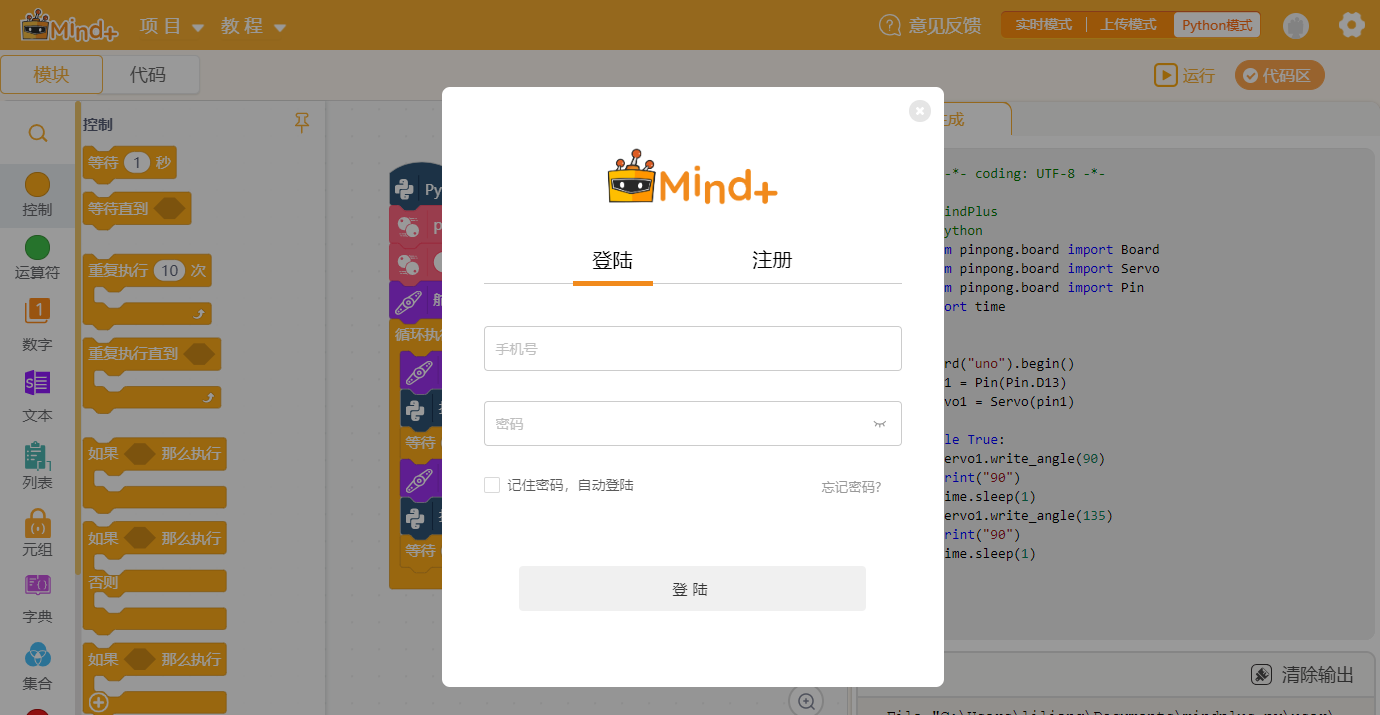 Mind+ 项目 教程 意见反馈 实时模式 上传模式 Python模式
模块 代码 运行 代码区
控制
等待 1 秒
等待直到
重复执行 10 次
重复执行直到
如果 那么执行
如果 那么执行
否则
如果 那么执行
控制
运算符
数字
文本
列表
元组
字典
集合
Py
p
循环执
等待
等待
Mind+
登陆 注册
手机号
密码
记住密码，自动登陆 忘记密码?
登 陆
成
-*- coding: UTF-8 -*-
indPlus
ython
m pinpong.board import Board
m pinpong.board import Servo
m pinpong.board import Pin
ort time
rd("uno").begin()
1 = Pin(Pin.D13)
vo1 = Servo(pin1)
le True:
servo1.write_angle(90)
rint("90")
ime.sleep(1)
servo1.write_angle(135)
rint("90")
ime.sleep(1)
清除输出